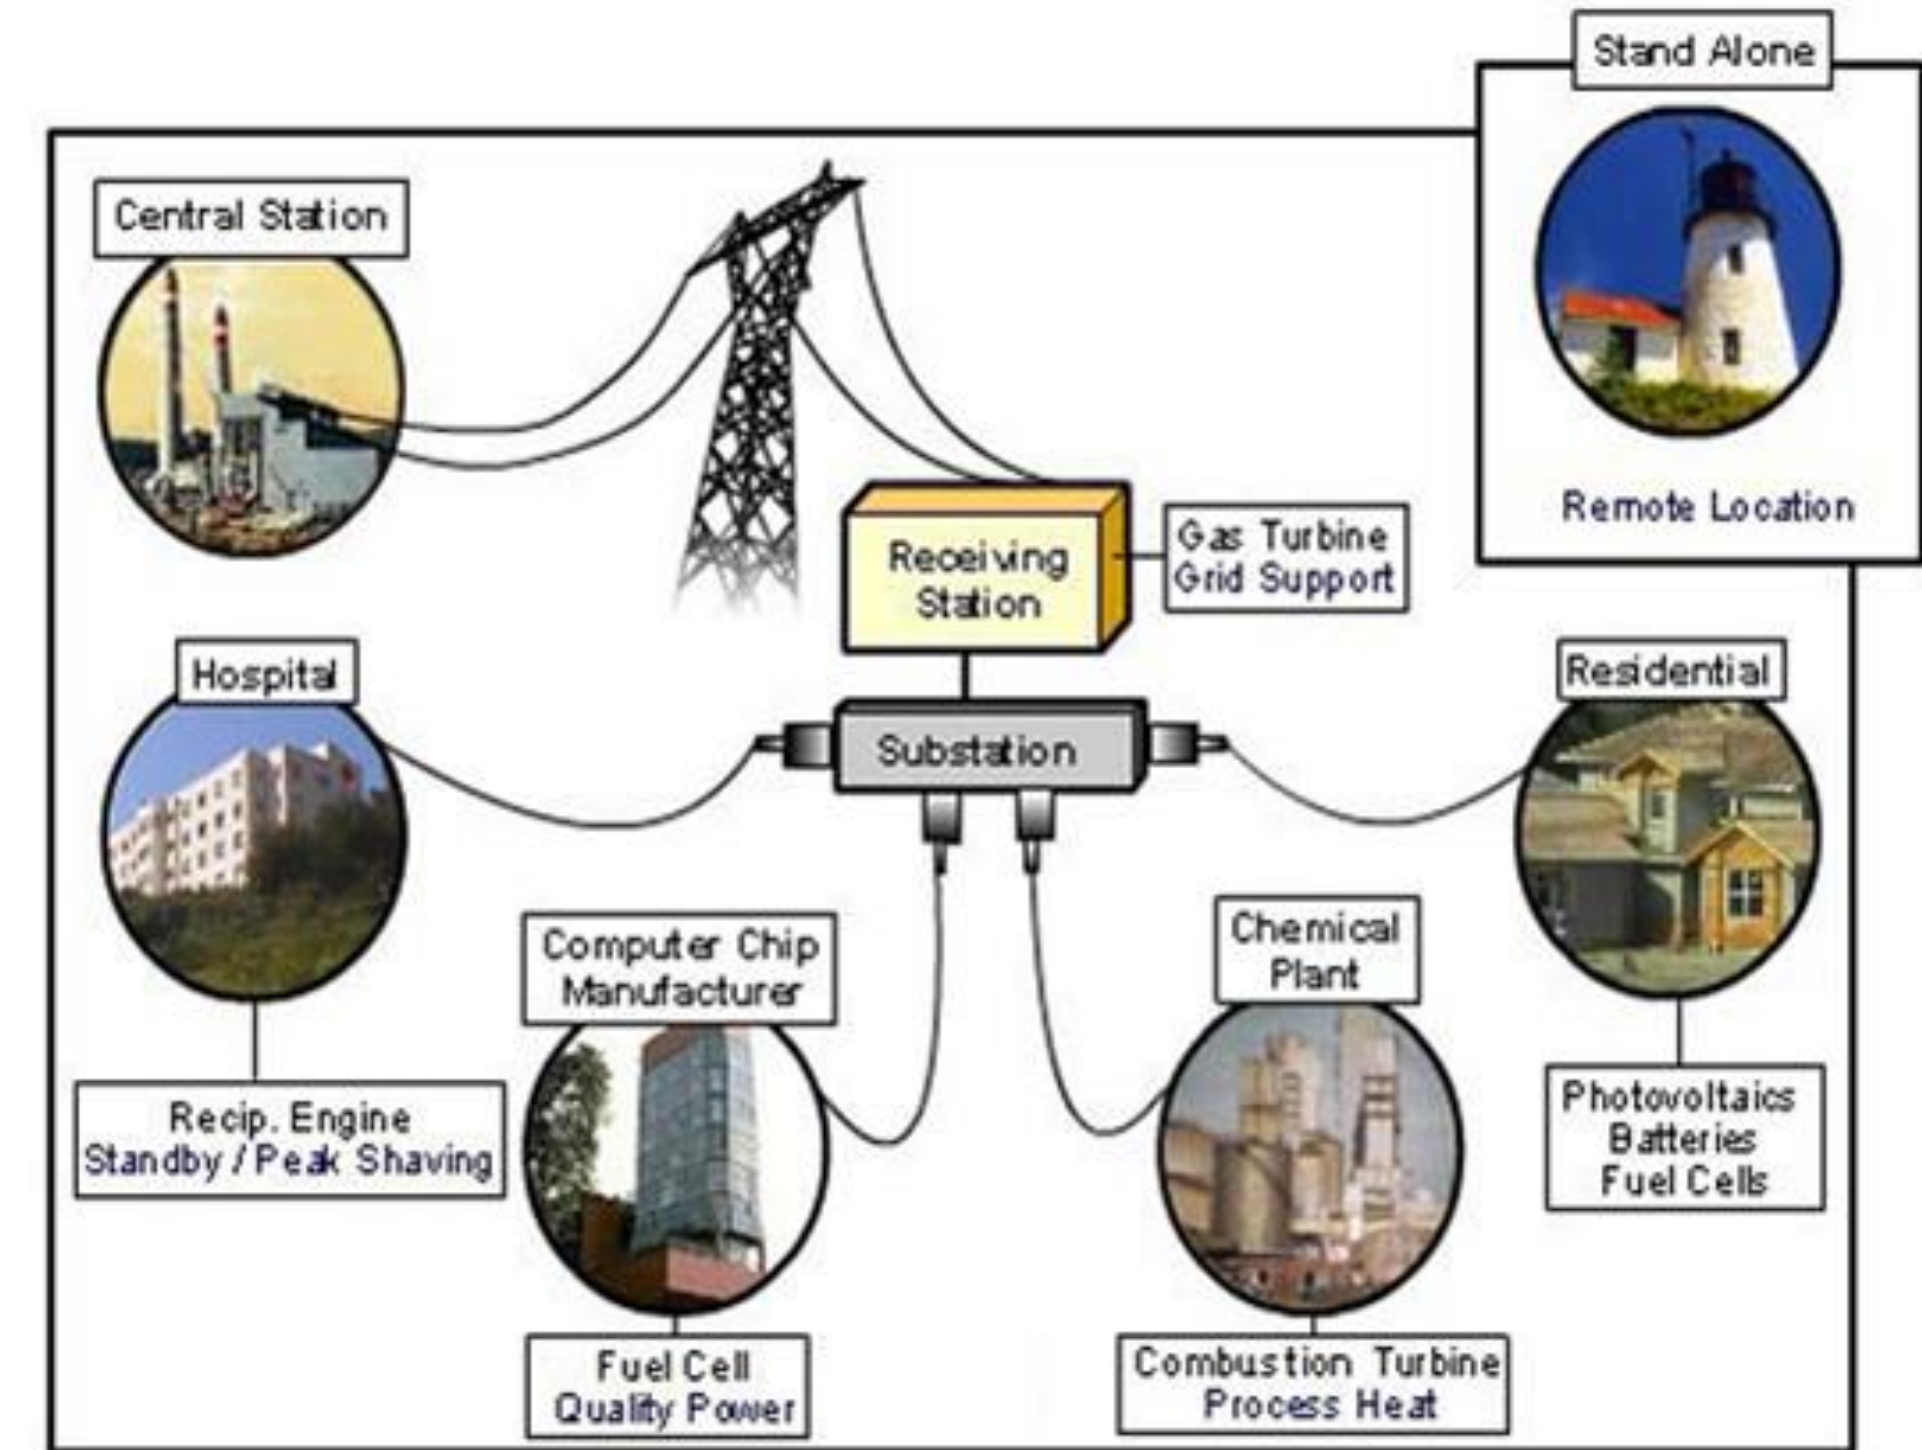 Stand Alone
Remote Location
Central Station
Receiving
Station
Gas Turbine
Grid Support
Hospital
Substation
Residential
Computer Chip
Manufacturer
Chemical
Plant
Recip. Engine
Standby / Peak Shaving
Photovoltaics
Batteries
Fuel Cells
Fuel Cell
Quality Power
Combustion Turbine
Process Heat